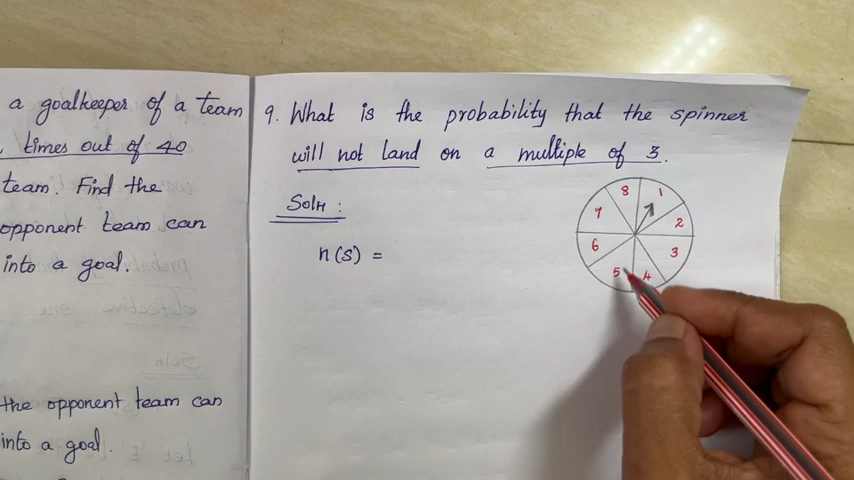 a goalkeeper of a team
times out of 40
team. Find the
opponent team can
into a goal.
the opponent team can
into a goal.
9. What is the probability that the spinner
will not land on a multiple of 3.
Soln :
n(s) =
8 1
7 2
6 3
5 4